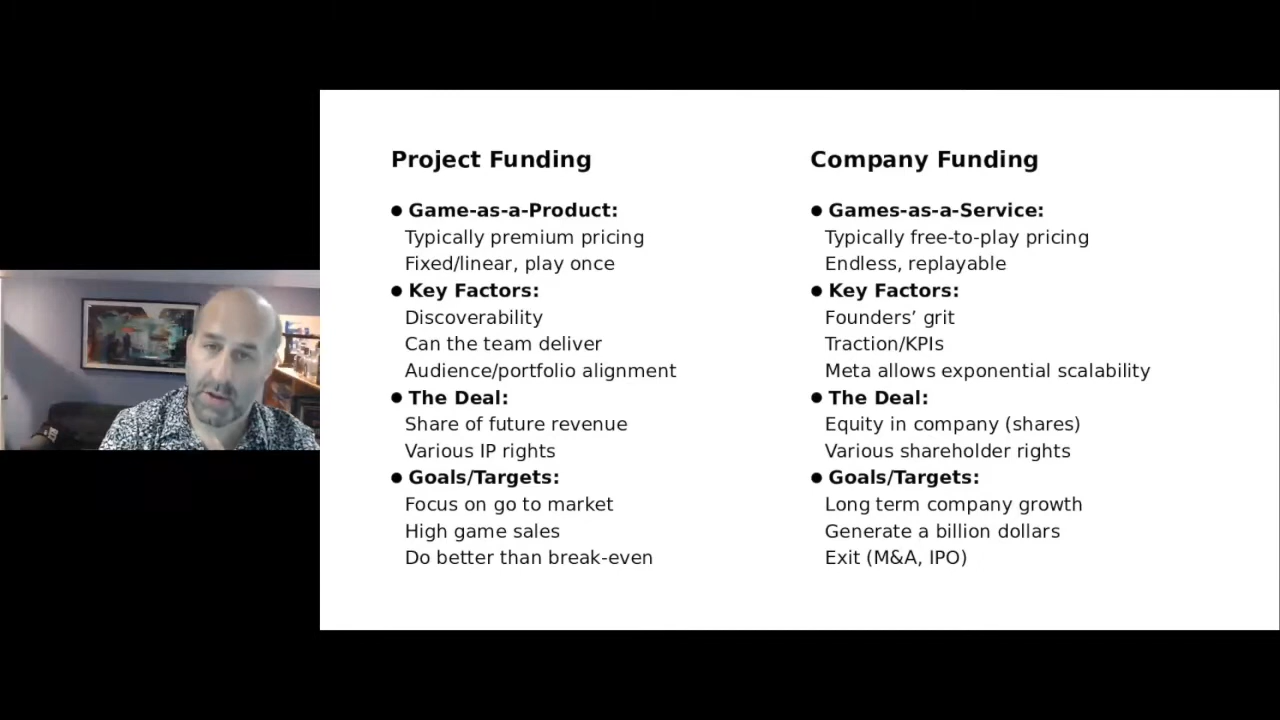 Project Funding
● Game-as-a-Product:
Typically premium pricing
Fixed/linear, play once
● Key Factors:
Discoverability
Can the team deliver
Audience/portfolio alignment
● The Deal:
Share of future revenue
Various IP rights
● Goals/Targets:
Focus on go to market
High game sales
Do better than break-even
Company Funding
● Games-as-a-Service:
Typically free-to-play pricing
Endless, replayable
● Key Factors:
Founders’ grit
Traction/KPIs
Meta allows exponential scalability
● The Deal:
Equity in company (shares)
Various shareholder rights
● Goals/Targets:
Long term company growth
Generate a billion dollars
Exit (M&A, IPO)